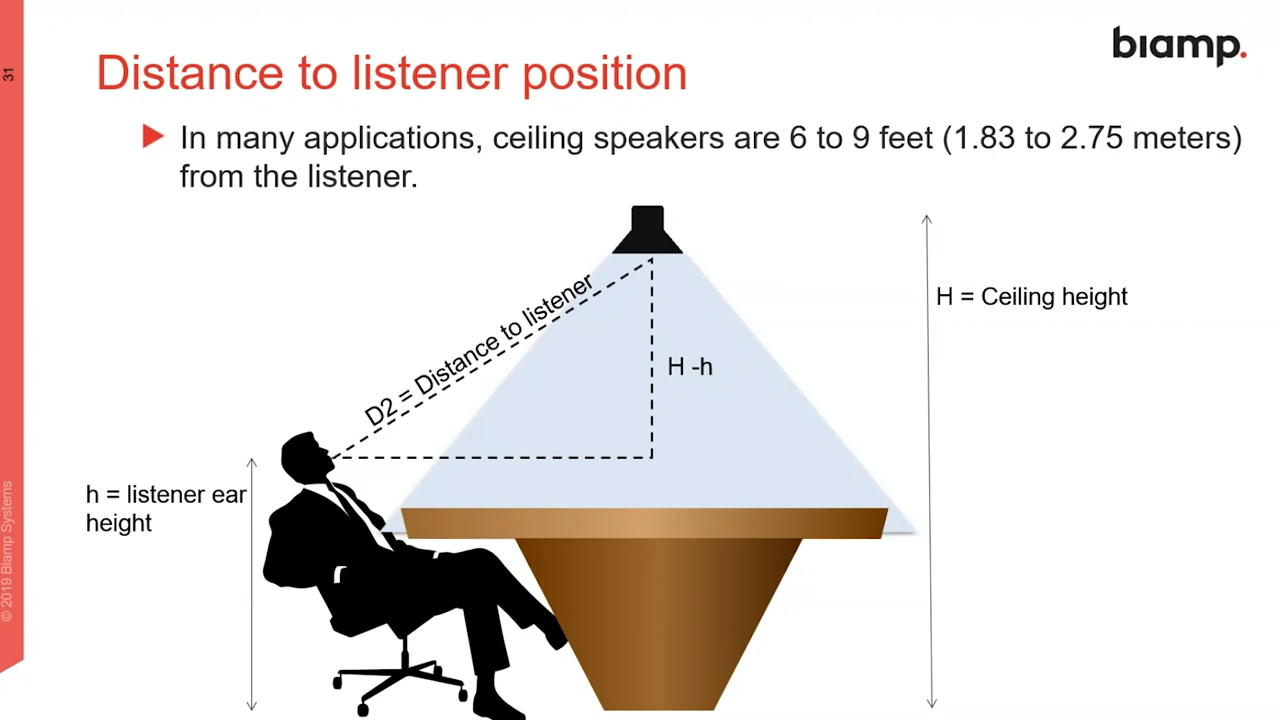 biamp.
31
Distance to listener position
In many applications, ceiling speakers are 6 to 9 feet (1.83 to 2.75 meters)
from the listener.
D2 = Distance to listener
H = Ceiling height
H -h
h = listener ear
height
© 2019 Biamp Systems